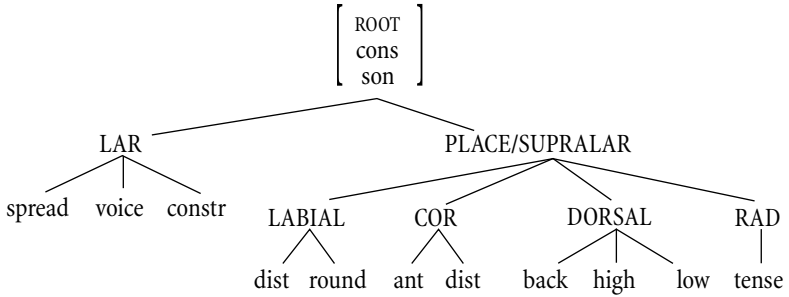 ROOT
cons
son
LAR PLACE/SUPRALAR
spread voice constr
LABIAL COR DORSAL RAD
dist round ant dist back high low tense